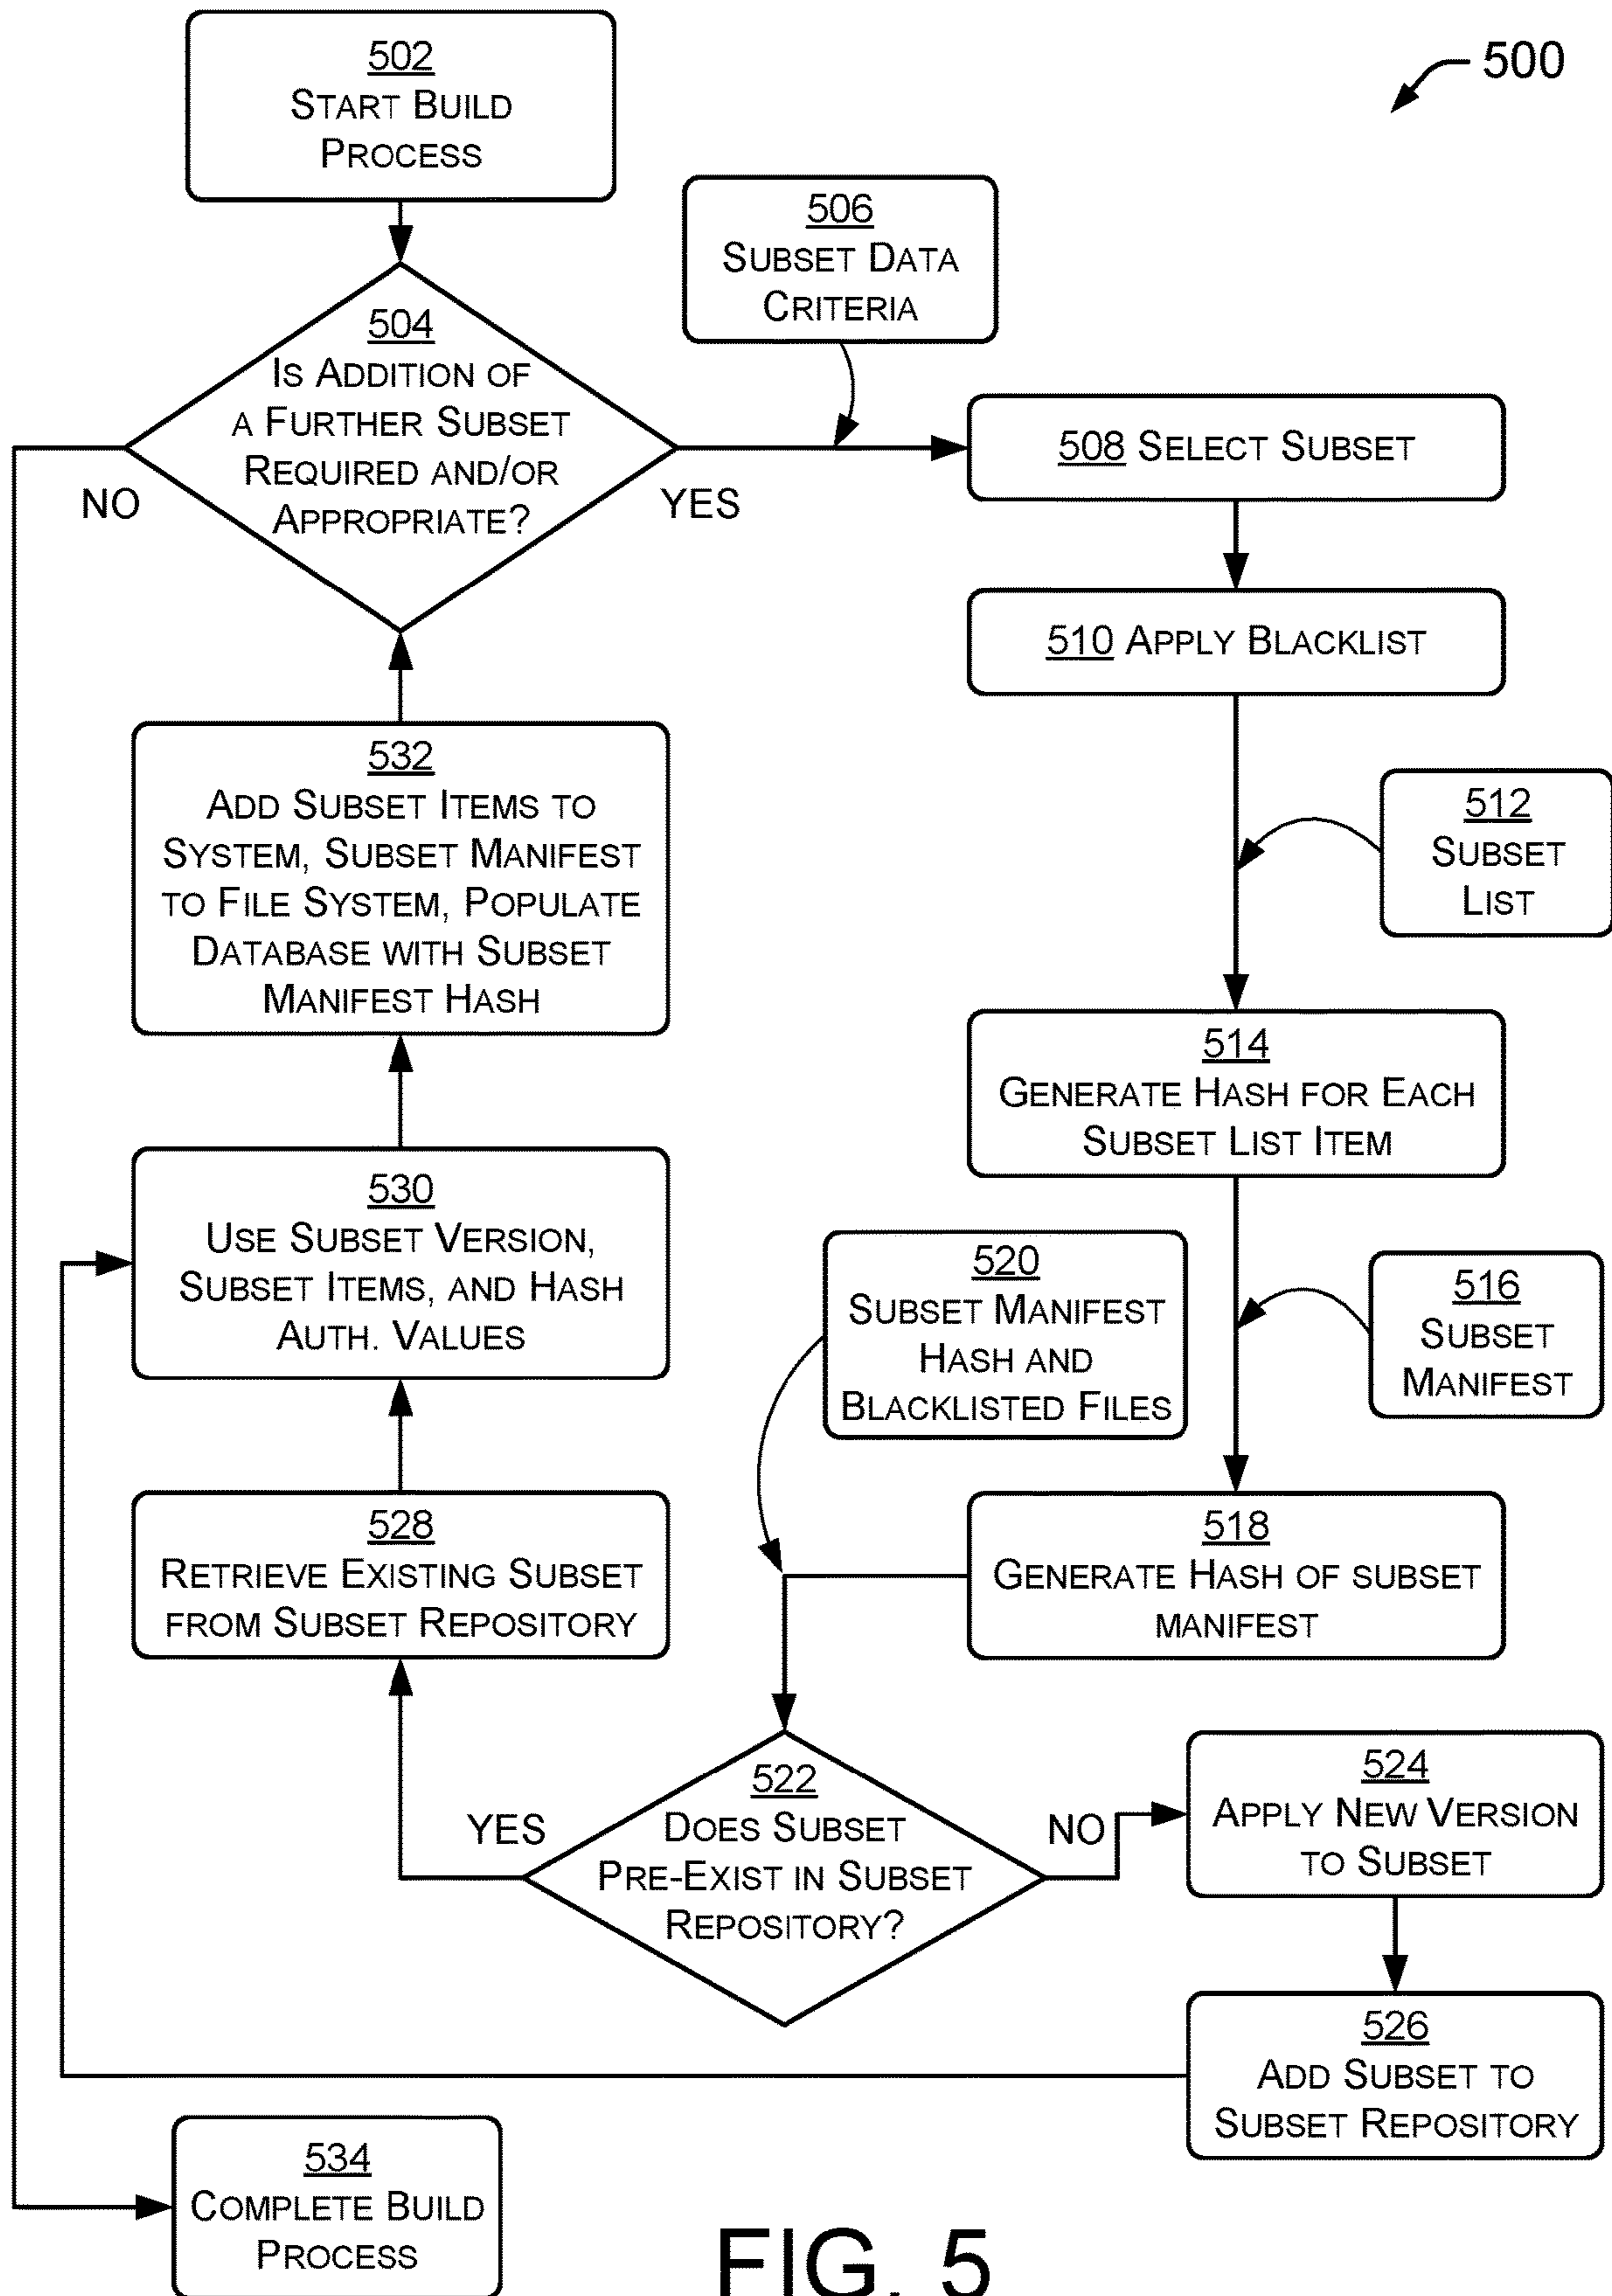 502
START BUILD
PROCESS
500
506
SUBSET DATA
CRITERIA
504
IS ADDITION OF
A FURTHER SUBSET
REQUIRED AND/OR
APPROPRIATE?
NO
YES
508 SELECT SUBSET
510 APPLY BLACKLIST
512
SUBSET
LIST
514
GENERATE HASH FOR EACH
SUBSET LIST ITEM
516
SUBSET
MANIFEST
518
GENERATE HASH OF SUBSET
MANIFEST
520
SUBSET MANIFEST
HASH AND
BLACKLISTED FILES
522
DOES SUBSET
PRE-EXIST IN SUBSET
REPOSITORY?
YES
NO
524
APPLY NEW VERSION
TO SUBSET
526
ADD SUBSET TO
SUBSET REPOSITORY
528
RETRIEVE EXISTING SUBSET
FROM SUBSET REPOSITORY
530
USE SUBSET VERSION,
SUBSET ITEMS, AND HASH
AUTH. VALUES
532
ADD SUBSET ITEMS TO
SYSTEM, SUBSET MANIFEST
TO FILE SYSTEM, POPULATE
DATABASE WITH SUBSET
MANIFEST HASH
534
COMPLETE BUILD
PROCESS
FIG. 5